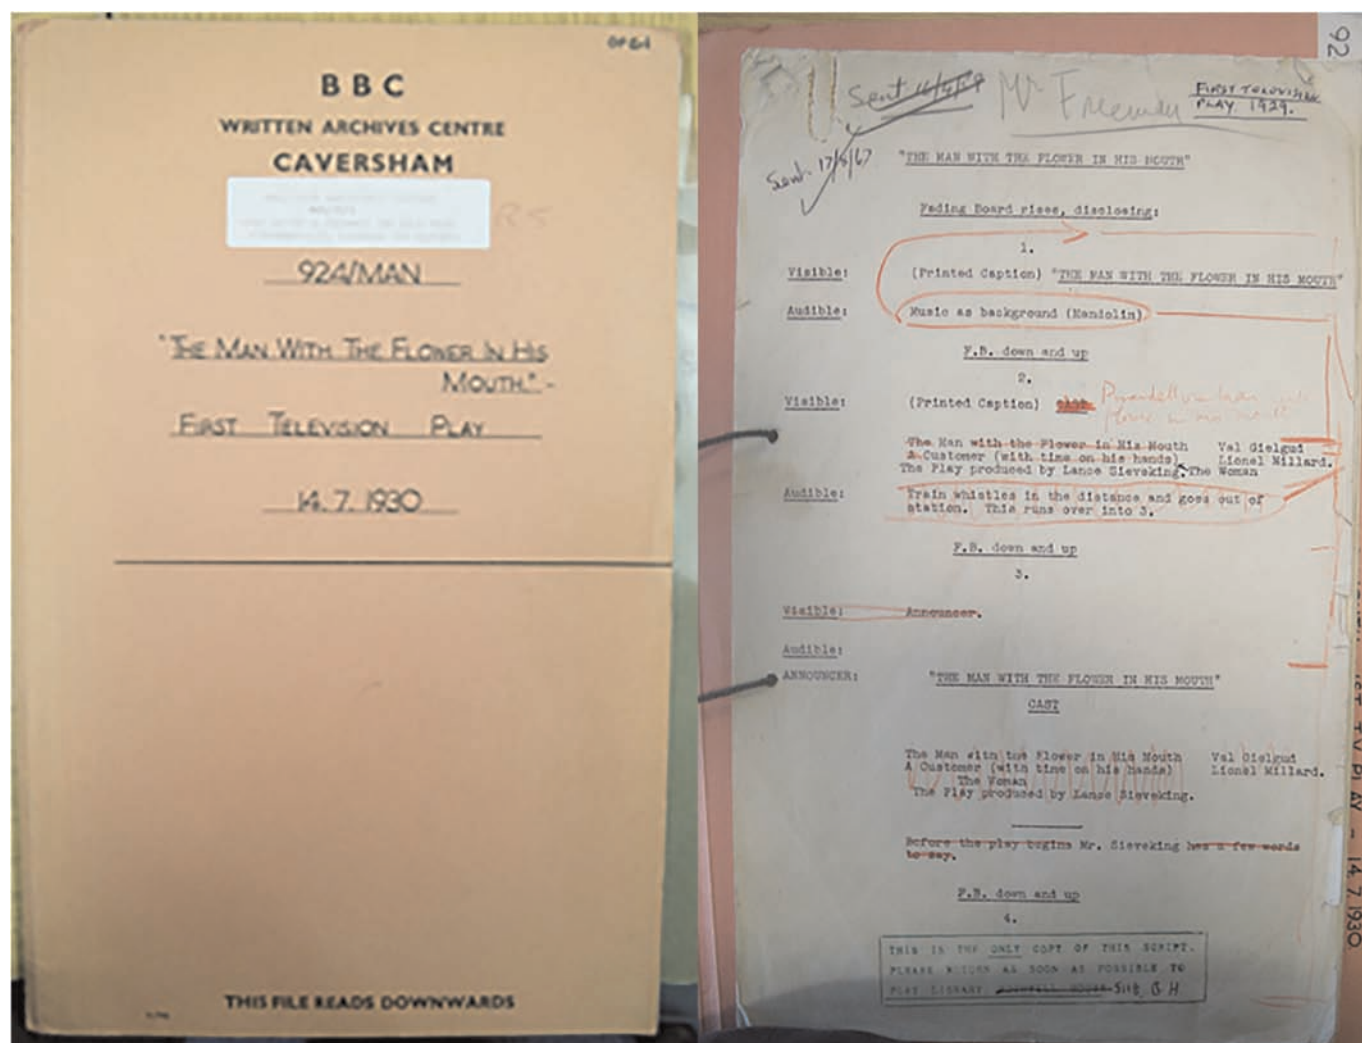 BBC
WRITTEN ARCHIVES CENTRE
CAVERSHAM
R5
924/MAN
"THE MAN WITH THE FLOWER IN HIS
MOUTH." -
FIRST TELEVISION PLAY
14.7.1930
THIS FILE READS DOWNWARDS
92
Sent
Mr Freeman
FIRST TELEVISION
PLAY. 1929.
Sent. 17/8/67
"THE MAN WITH THE FLOWER IN HIS MOUTH"
Fading Board rises, disclosing:
1.
Visible: (Printed Caption) "THE MAN WITH THE FLOWER IN HIS MOUTH"
Audible: Music as background (Mandolin)
F.B. down and up
2.
Visible: (Printed Caption)
The Man with the Flower in His Mouth Val Gielgud
A Customer (with time on his hands) Lionel Millard.
The Play produced by Lance Sieveking. The Woman
Audible: Train whistles in the distance and goes out of
station. This runs over into 3.
F.B. down and up
3.
Visible: Announcer.
Audible:
ANNOUNCER: "THE MAN WITH THE FLOWER IN HIS MOUTH"
CAST
The Man with the Flower in His Mouth Val Gielgud
A Customer (with time on his hands) Lionel Millard.
The Woman
The Play produced by Lance Sieveking.
Before the play begins Mr. Sieveking has a few words
to say.
F.B. down and up
4.
THIS IS THE ONLY COPY OF THIS SCRIPT.
PLEASE RETURN AS SOON AS POSSIBLE TO
PLAY LIBRARY
TV PLAY - 14.7.1930